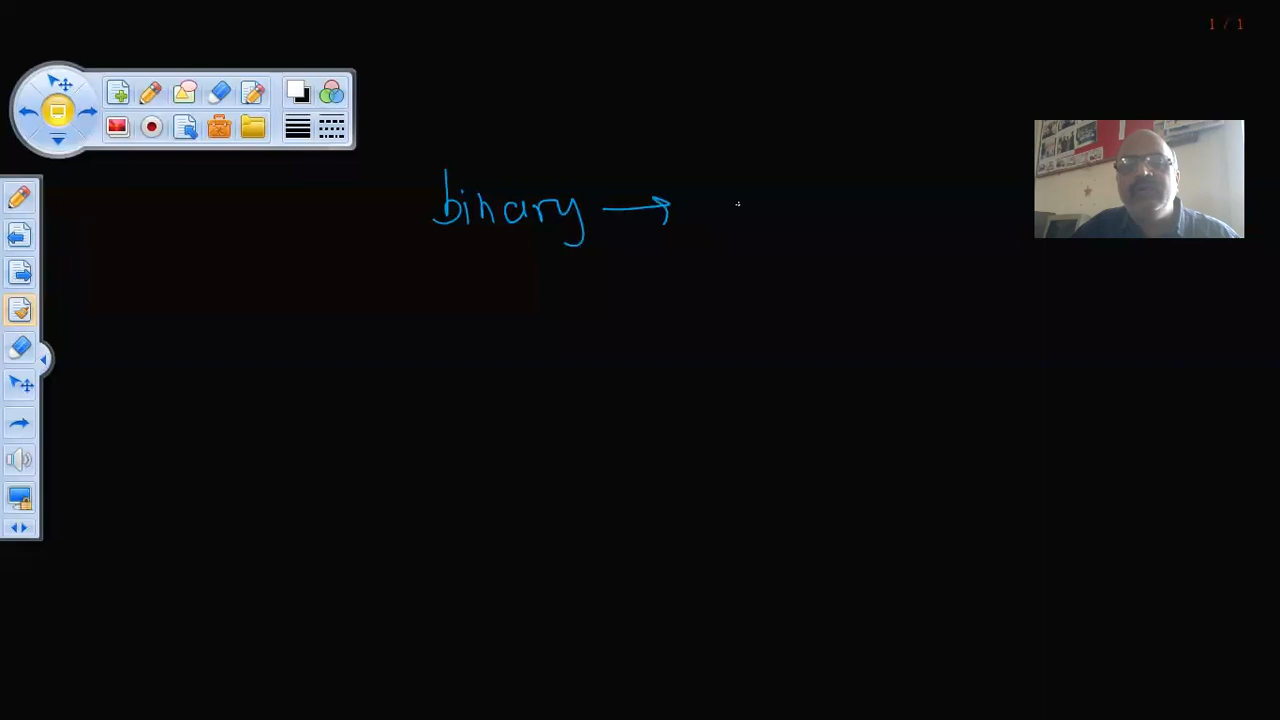 1 / 1
binary →